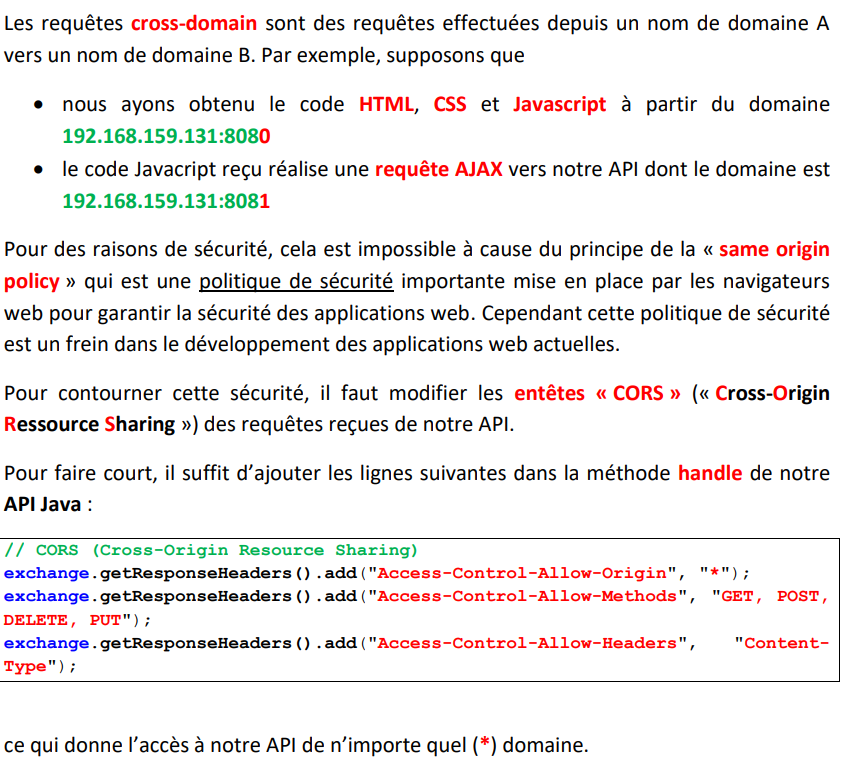 Les requêtes cross-domain sont des requêtes effectuées depuis un nom de domaine A
vers un nom de domaine B. Par exemple, supposons que
• nous ayons obtenu le code HTML, CSS et Javascript à partir du domaine
192.168.159.131:8080
• le code Javacript reçu réalise une requête AJAX vers notre API dont le domaine est
192.168.159.131:8081
Pour des raisons de sécurité, cela est impossible à cause du principe de la « same origin
policy » qui est une politique de sécurité importante mise en place par les navigateurs
web pour garantir la sécurité des applications web. Cependant cette politique de sécurité
est un frein dans le développement des applications web actuelles.
Pour contourner cette sécurité, il faut modifier les entêtes « CORS » (« Cross-Origin
Ressource Sharing ») des requêtes reçues de notre API.
Pour faire court, il suffit d'ajouter les lignes suivantes dans la méthode handle de notre
API Java :
// CORS (Cross-Origin Resource Sharing)
exchange.getResponseHeaders().add("Access-Control-Allow-Origin", "*");
exchange.getResponseHeaders().add("Access-Control-Allow-Methods", "GET, POST,
DELETE, PUT");
exchange.getResponseHeaders().add("Access-Control-Allow-Headers", "Content-
Type");
ce qui donne l'accès à notre API de n'importe quel (*) domaine.